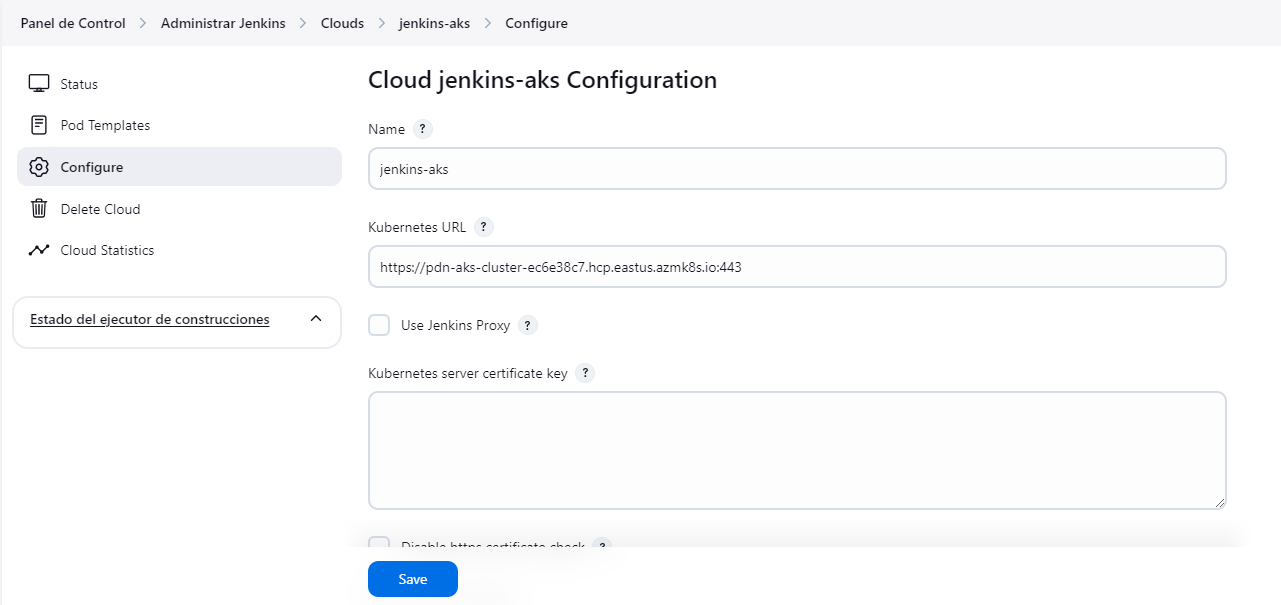 Panel de Control > Administrar Jenkins > Clouds > jenkins-aks > Configure
Status
Pod Templates
Configure
Delete Cloud
Cloud Statistics
Estado del ejecutor de construcciones
Cloud jenkins-aks Configuration
Name ?
jenkins-aks
Kubernetes URL ?
https://pdn-aks-cluster-ec6e38c7.hcp.eastus.azmk8s.io:443
Use Jenkins Proxy ?
Kubernetes server certificate key ?
Disable https certificate check ?
Save